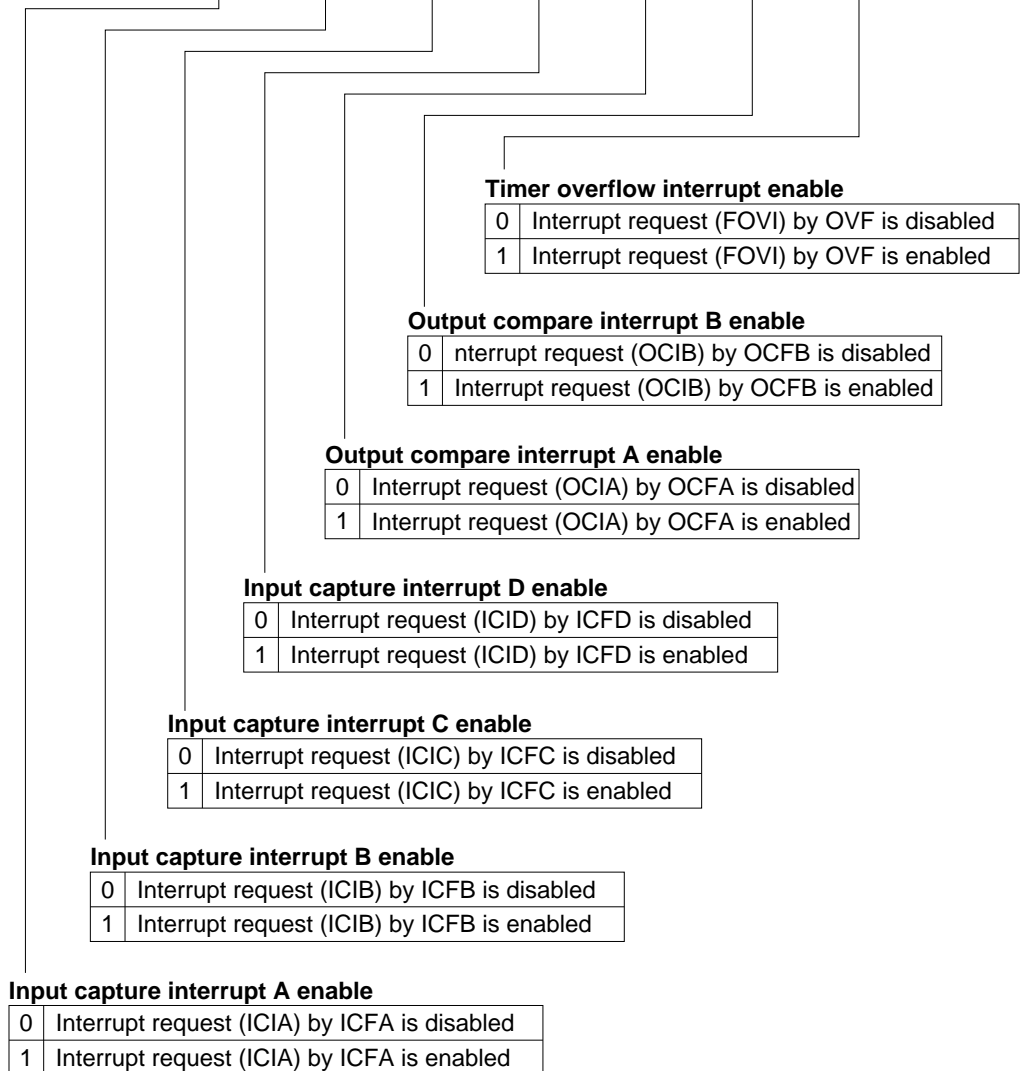 Timer overflow interrupt enable
0 Interrupt request (FOVI) by OVF is disabled
1 Interrupt request (FOVI) by OVF is enabled
Output compare interrupt B enable
0 nterrupt request (OCIB) by OCFB is disabled
1 Interrupt request (OCIB) by OCFB is enabled
Output compare interrupt A enable
0 Interrupt request (OCIA) by OCFA is disabled
1 Interrupt request (OCIA) by OCFA is enabled
Input capture interrupt D enable
0 Interrupt request (ICID) by ICFD is disabled
1 Interrupt request (ICID) by ICFD is enabled
Input capture interrupt C enable
0 Interrupt request (ICIC) by ICFC is disabled
1 Interrupt request (ICIC) by ICFC is enabled
Input capture interrupt B enable
0 Interrupt request (ICIB) by ICFB is disabled
1 Interrupt request (ICIB) by ICFB is enabled
Input capture interrupt A enable
0 Interrupt request (ICIA) by ICFA is disabled
1 Interrupt request (ICIA) by ICFA is enabled